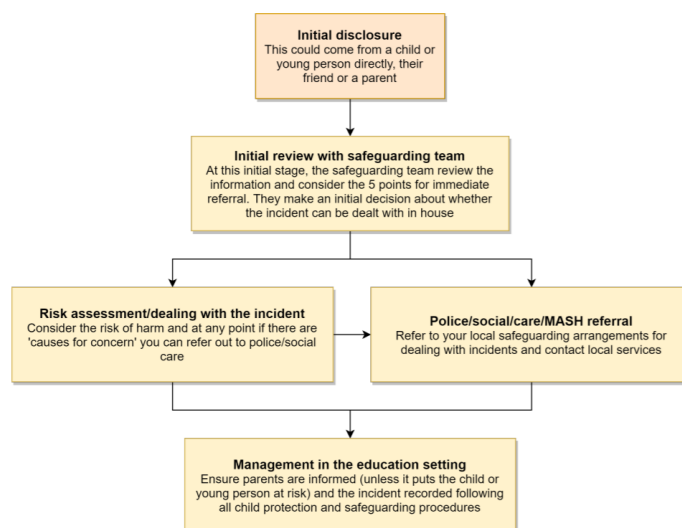 Initial disclosure
This could come from a child or
young person directly, their
friend or a parent
Initial review with safeguarding team
At this initial stage, the safeguarding team review the
information and consider the 5 points for immediate
referral. They make an initial decision about whether
the incident can be dealt with in house
Risk assessment/dealing with the incident
Consider the risk of harm and at any point if there are
'causes for concern' you can refer out to police/social
care
Police/social/care/MASH referral
Refer to your local safeguarding arrangements for
dealing with incidents and contact local services
Management in the education setting
Ensure parents are informed (unless it puts the child or
young person at risk) and the incident recorded following
all child protection and safeguarding procedures